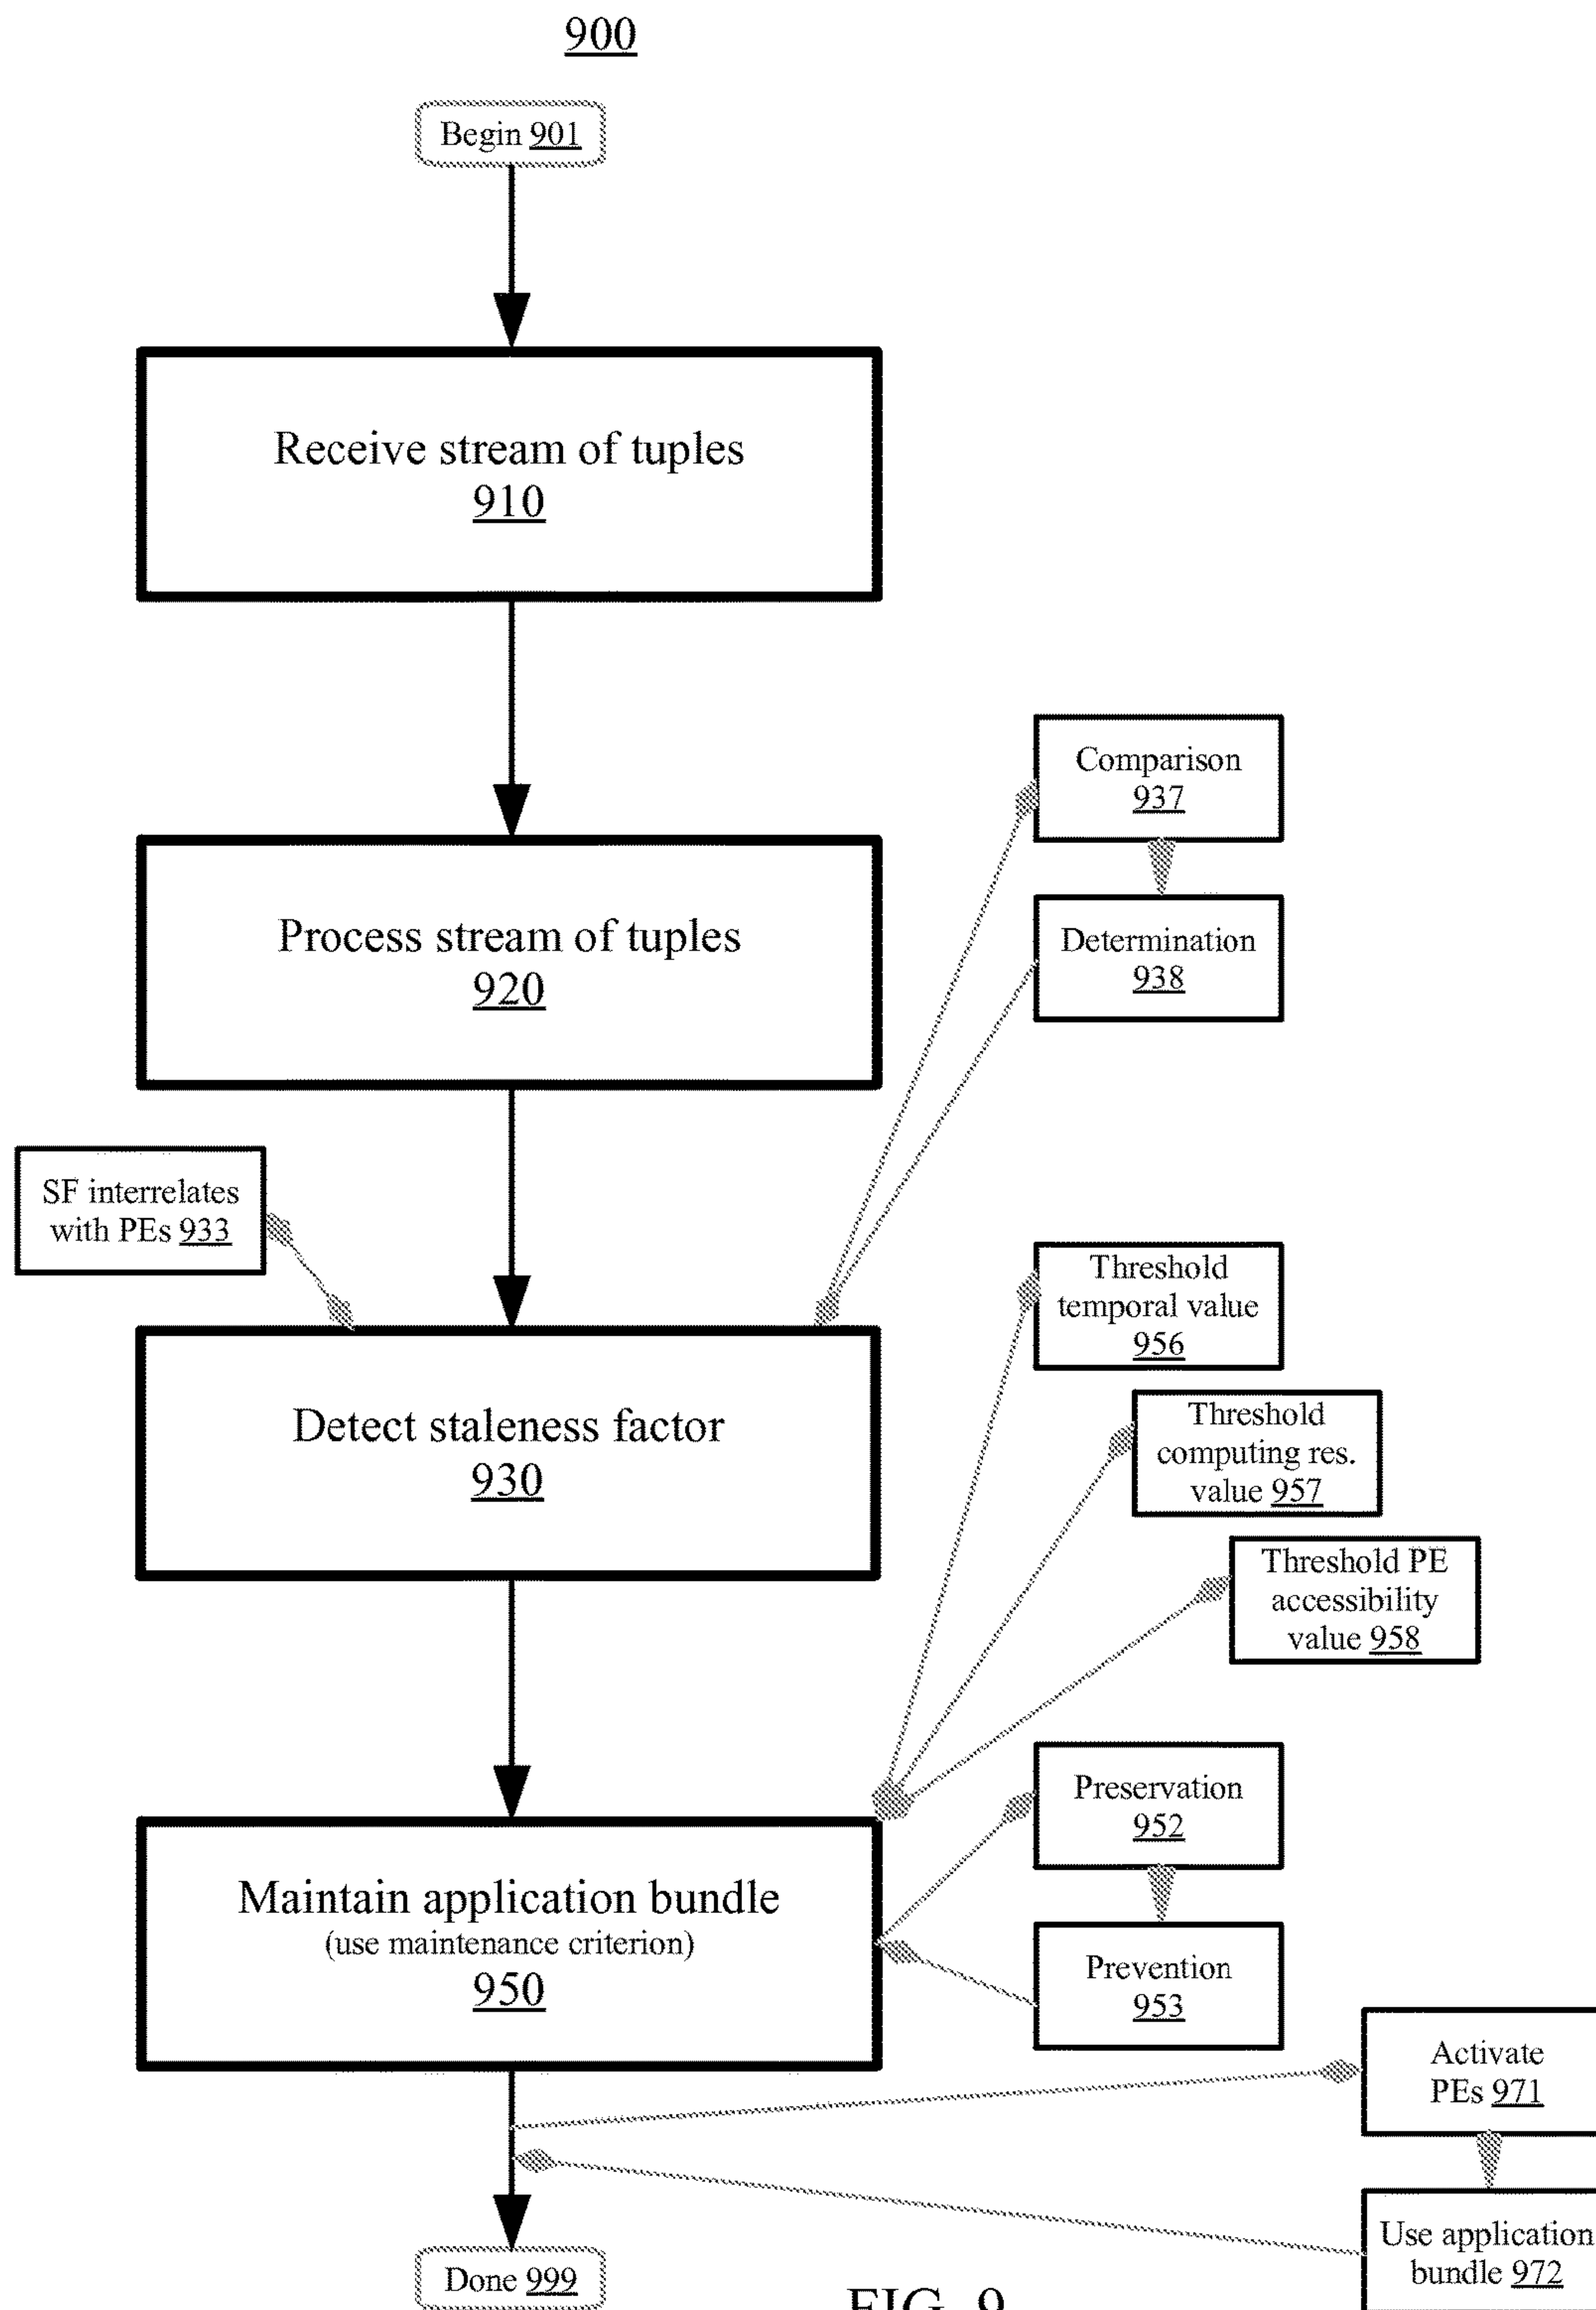 900
Begin 901
Receive stream of tuples
910
Comparison
937
Process stream of tuples
920
Determination
938
SF interrelates
with PEs 933
Threshold
temporal value
956
Detect staleness factor
930
Threshold
computing res.
value 957
Threshold PE
accessibility
value 958
Preservation
952
Maintain application bundle
(use maintenance criterion)
950
Prevention
953
Activate
PEs 971
Use application
bundle 972
Done 999
FIG. 9